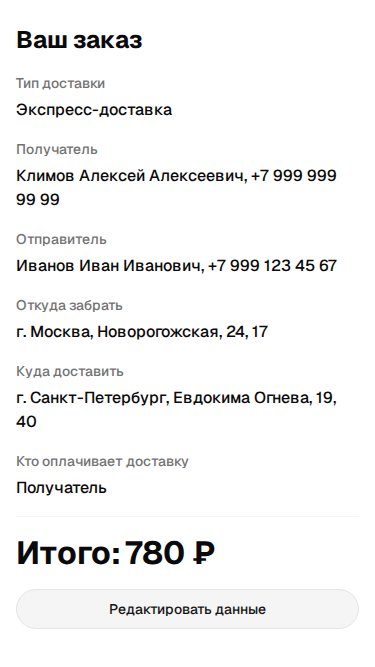 Ваш заказ
Тип доставки
Экспресс-доставка
Получатель
Климов Алексей Алексеевич, +7 999 999
99 99
Отправитель
Иванов Иван Иванович, +7 999 123 45 67
Откуда забрать
г. Москва, Новорогожская, 24, 17
Куда доставить
г. Санкт-Петербург, Евдокима Огнева, 19,
40
Кто оплачивает доставку
Получатель
Итого: 780 ₽
Редактировать данные